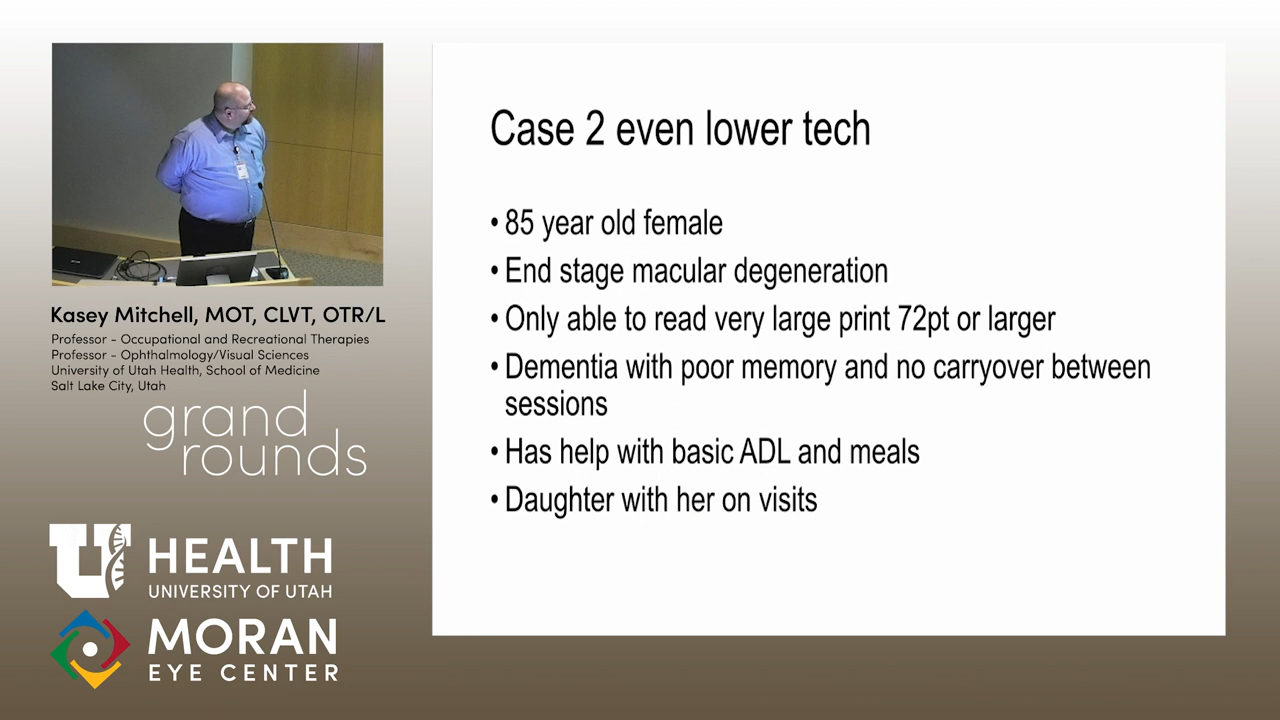 Kasey Mitchell, MOT, CLVT, OTR/L
Professor - Occupational and Recreational Therapies
Professor - Ophthalmology/Visual Sciences
University of Utah Health, School of Medicine
Salt Lake City, Utah
grand
rounds
U HEALTH
UNIVERSITY OF UTAH
MORAN
EYE CENTER
Case 2 even lower tech
• 85 year old female
• End stage macular degeneration
• Only able to read very large print 72pt or larger
• Dementia with poor memory and no carryover between
sessions
• Has help with basic ADL and meals
• Daughter with her on visits